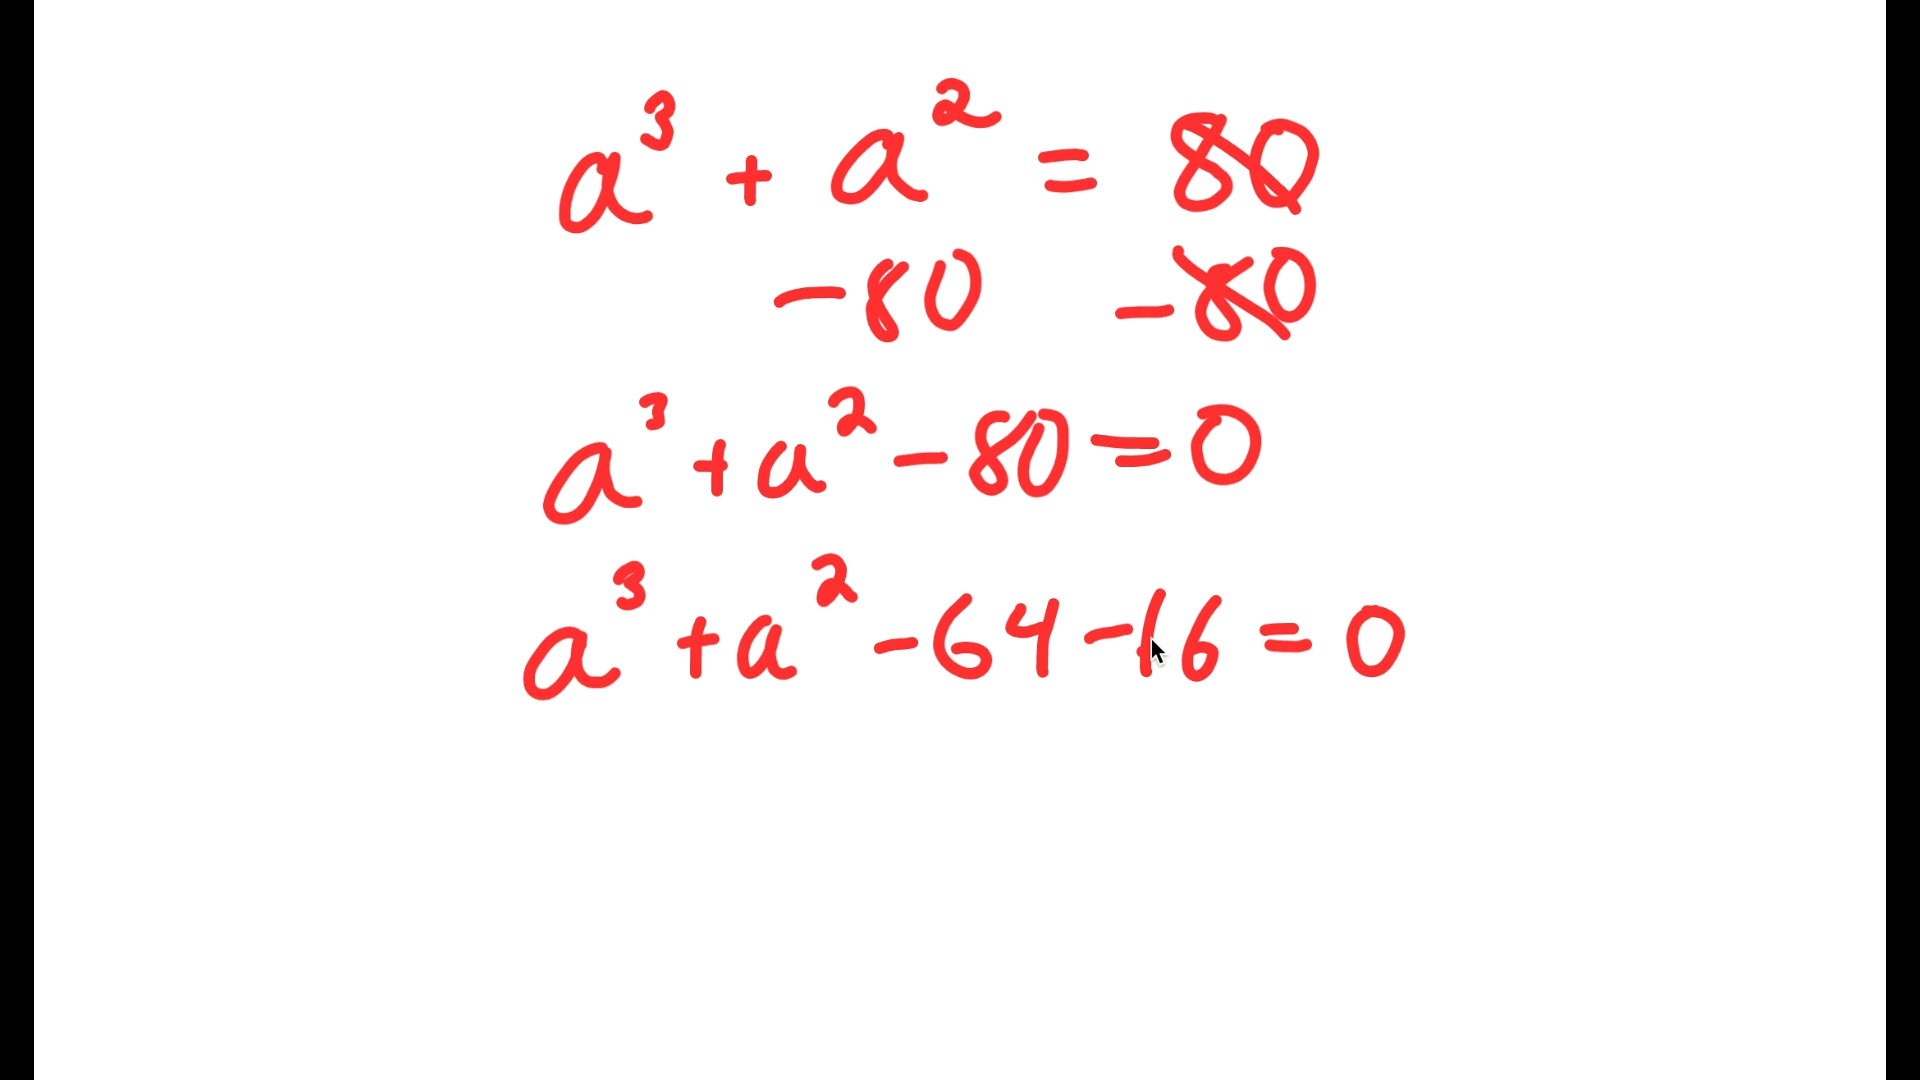 a³ + a² = 80
-80 -80
a³ + a² - 80 = 0
a³ + a² - 64 - 16 = 0